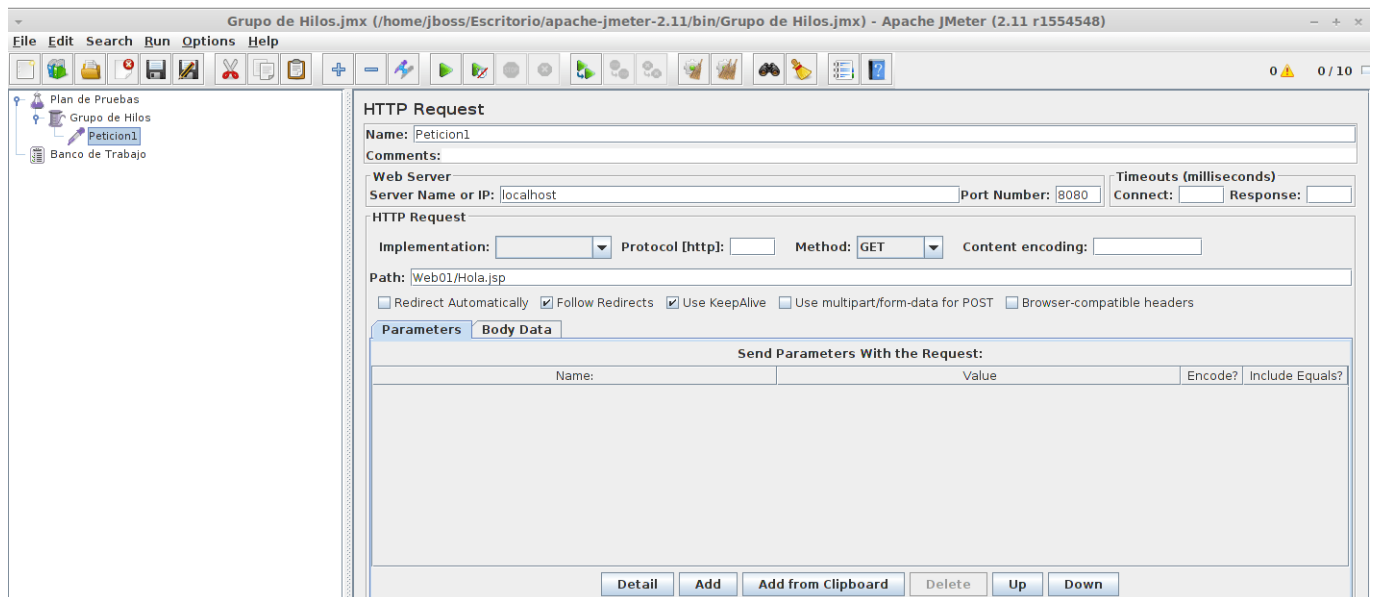 Grupo de Hilos.jmx (/home/jboss/Escritorio/apache-jmeter-2.11/bin/Grupo de Hilos.jmx) - Apache JMeter (2.11 r1554548)
File Edit Search Run Options Help
0 0 / 10
Plan de Pruebas
Grupo de Hilos
Peticion1
Banco de Trabajo
HTTP Request
Name: Peticion1
Comments:
Web Server
Server Name or IP: localhost Port Number: 8080
Timeouts (milliseconds)
Connect: Response:
HTTP Request
Implementation: Protocol [http]: Method: GET Content encoding:
Path: Web01/Hola.jsp
Redirect Automatically Follow Redirects Use KeepAlive Use multipart/form-data for POST Browser-compatible headers
Parameters Body Data
Send Parameters With the Request:
Name: Value Encode? Include Equals?
Detail Add Add from Clipboard Delete Up Down